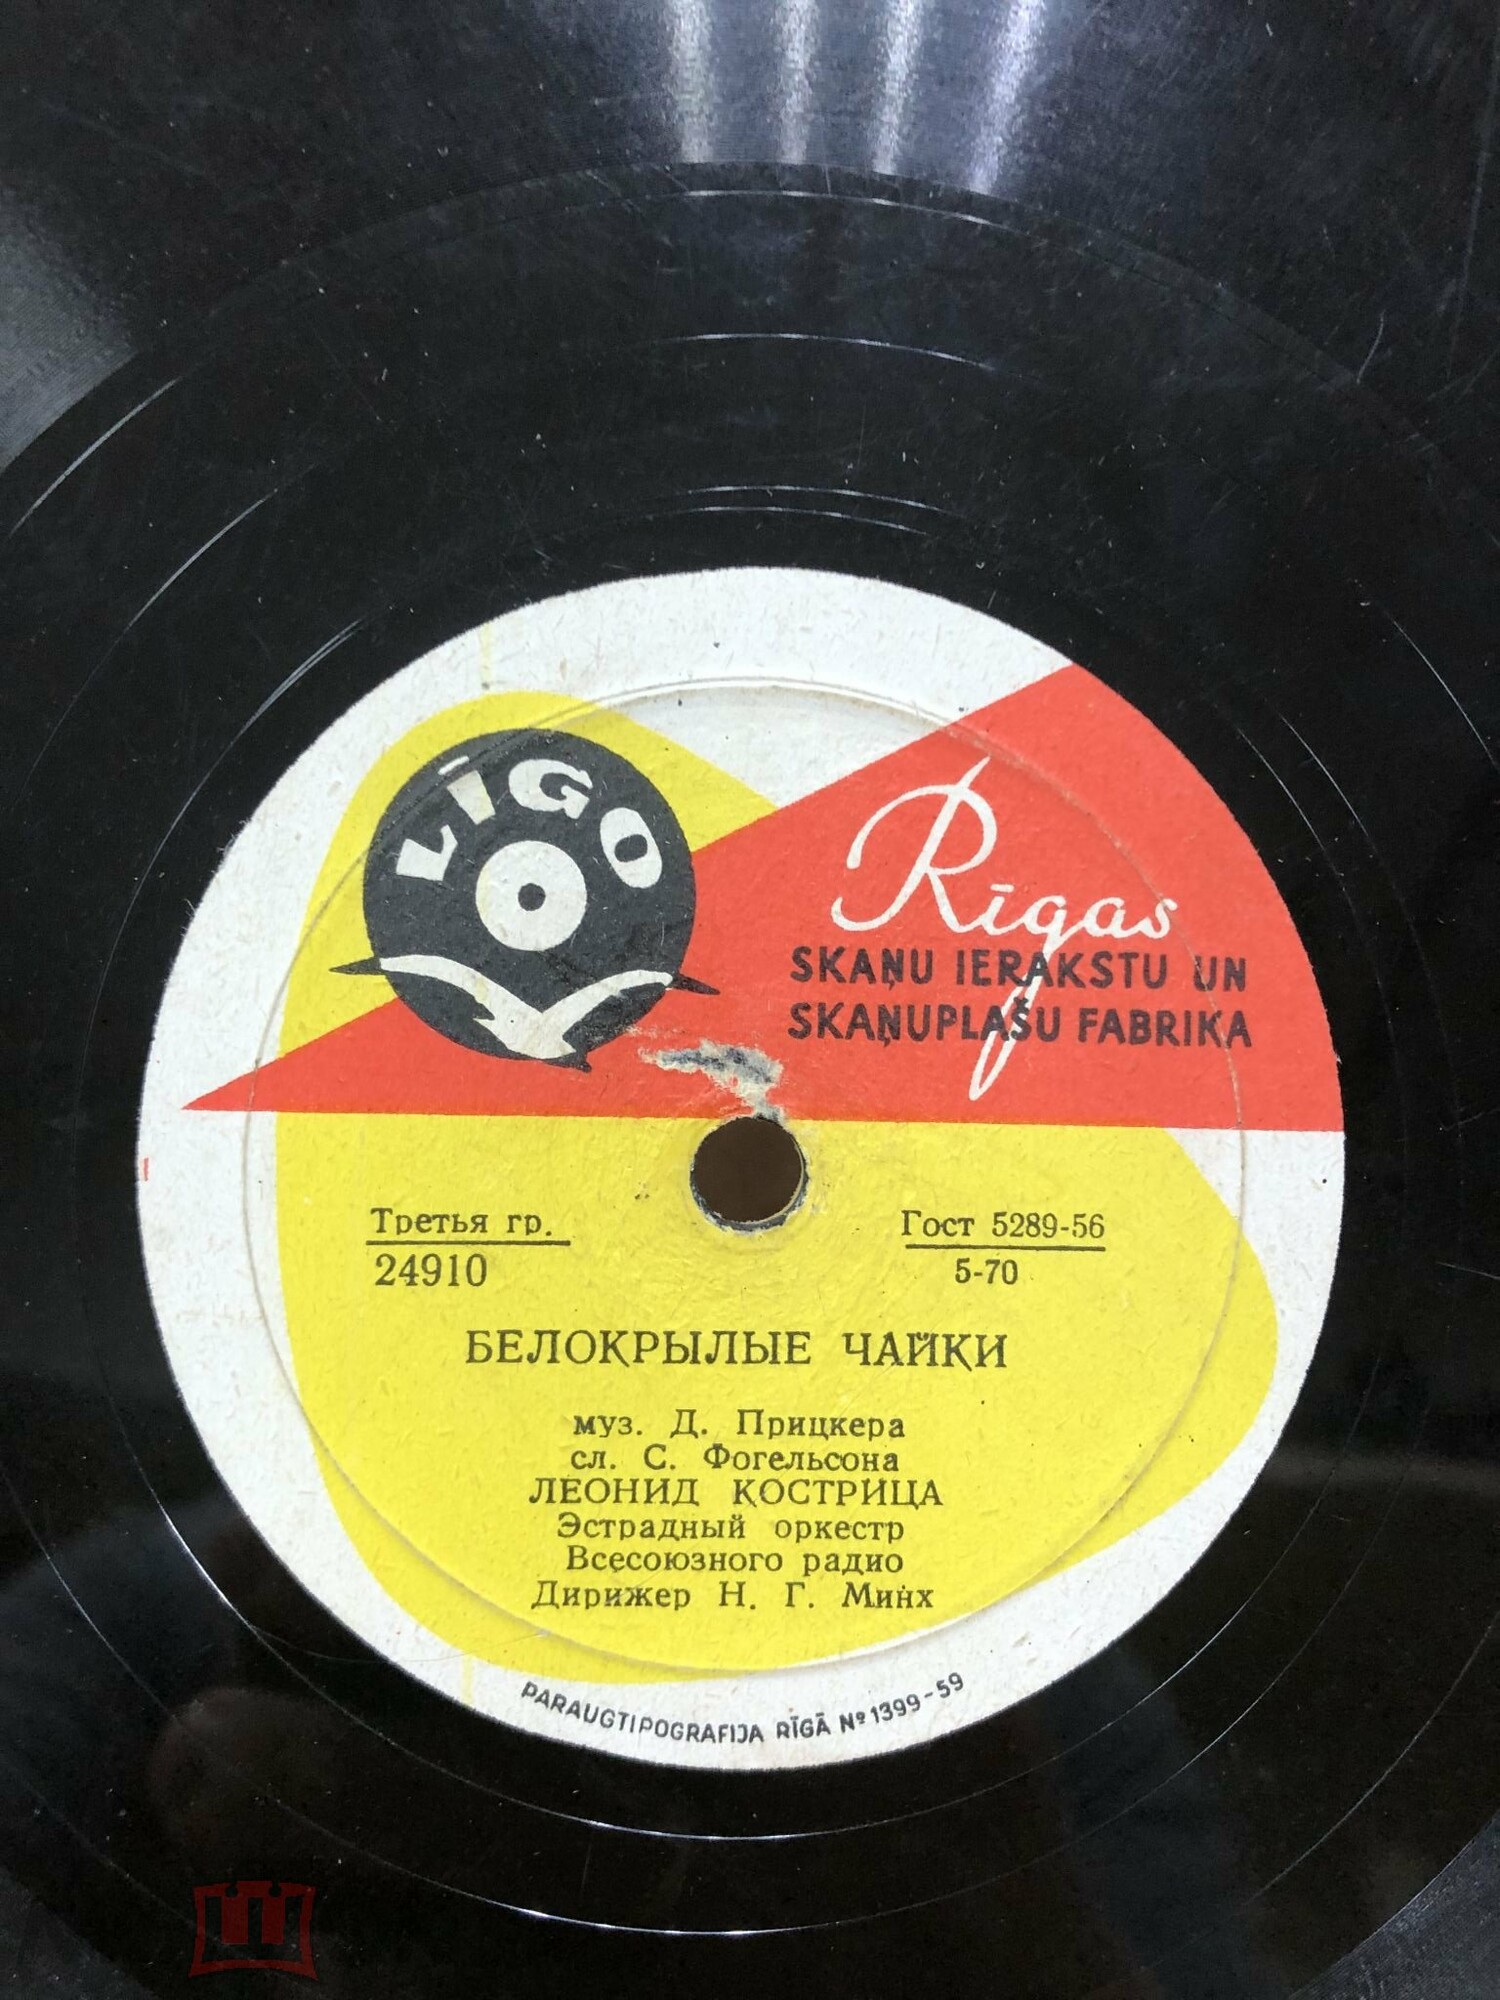 LĪGO
Rīgas
SKAŅU IERAKSTU UN
SKAŅUPLAŠU FABRIKA
Третья гр.
24910
Гост 5289-56
5-70
БЕЛОКРЫЛЫЕ ЧАЙКИ
муз. Д. Прицкера
сл. С. Фогельсона
ЛЕОНИД КОСТРИЦА
Эстрадный оркестр
Всесоюзного радио
Дирижер Н. Г. Минх
PARAUGTIPOGRAFIJA RĪGĀ № 1399-59